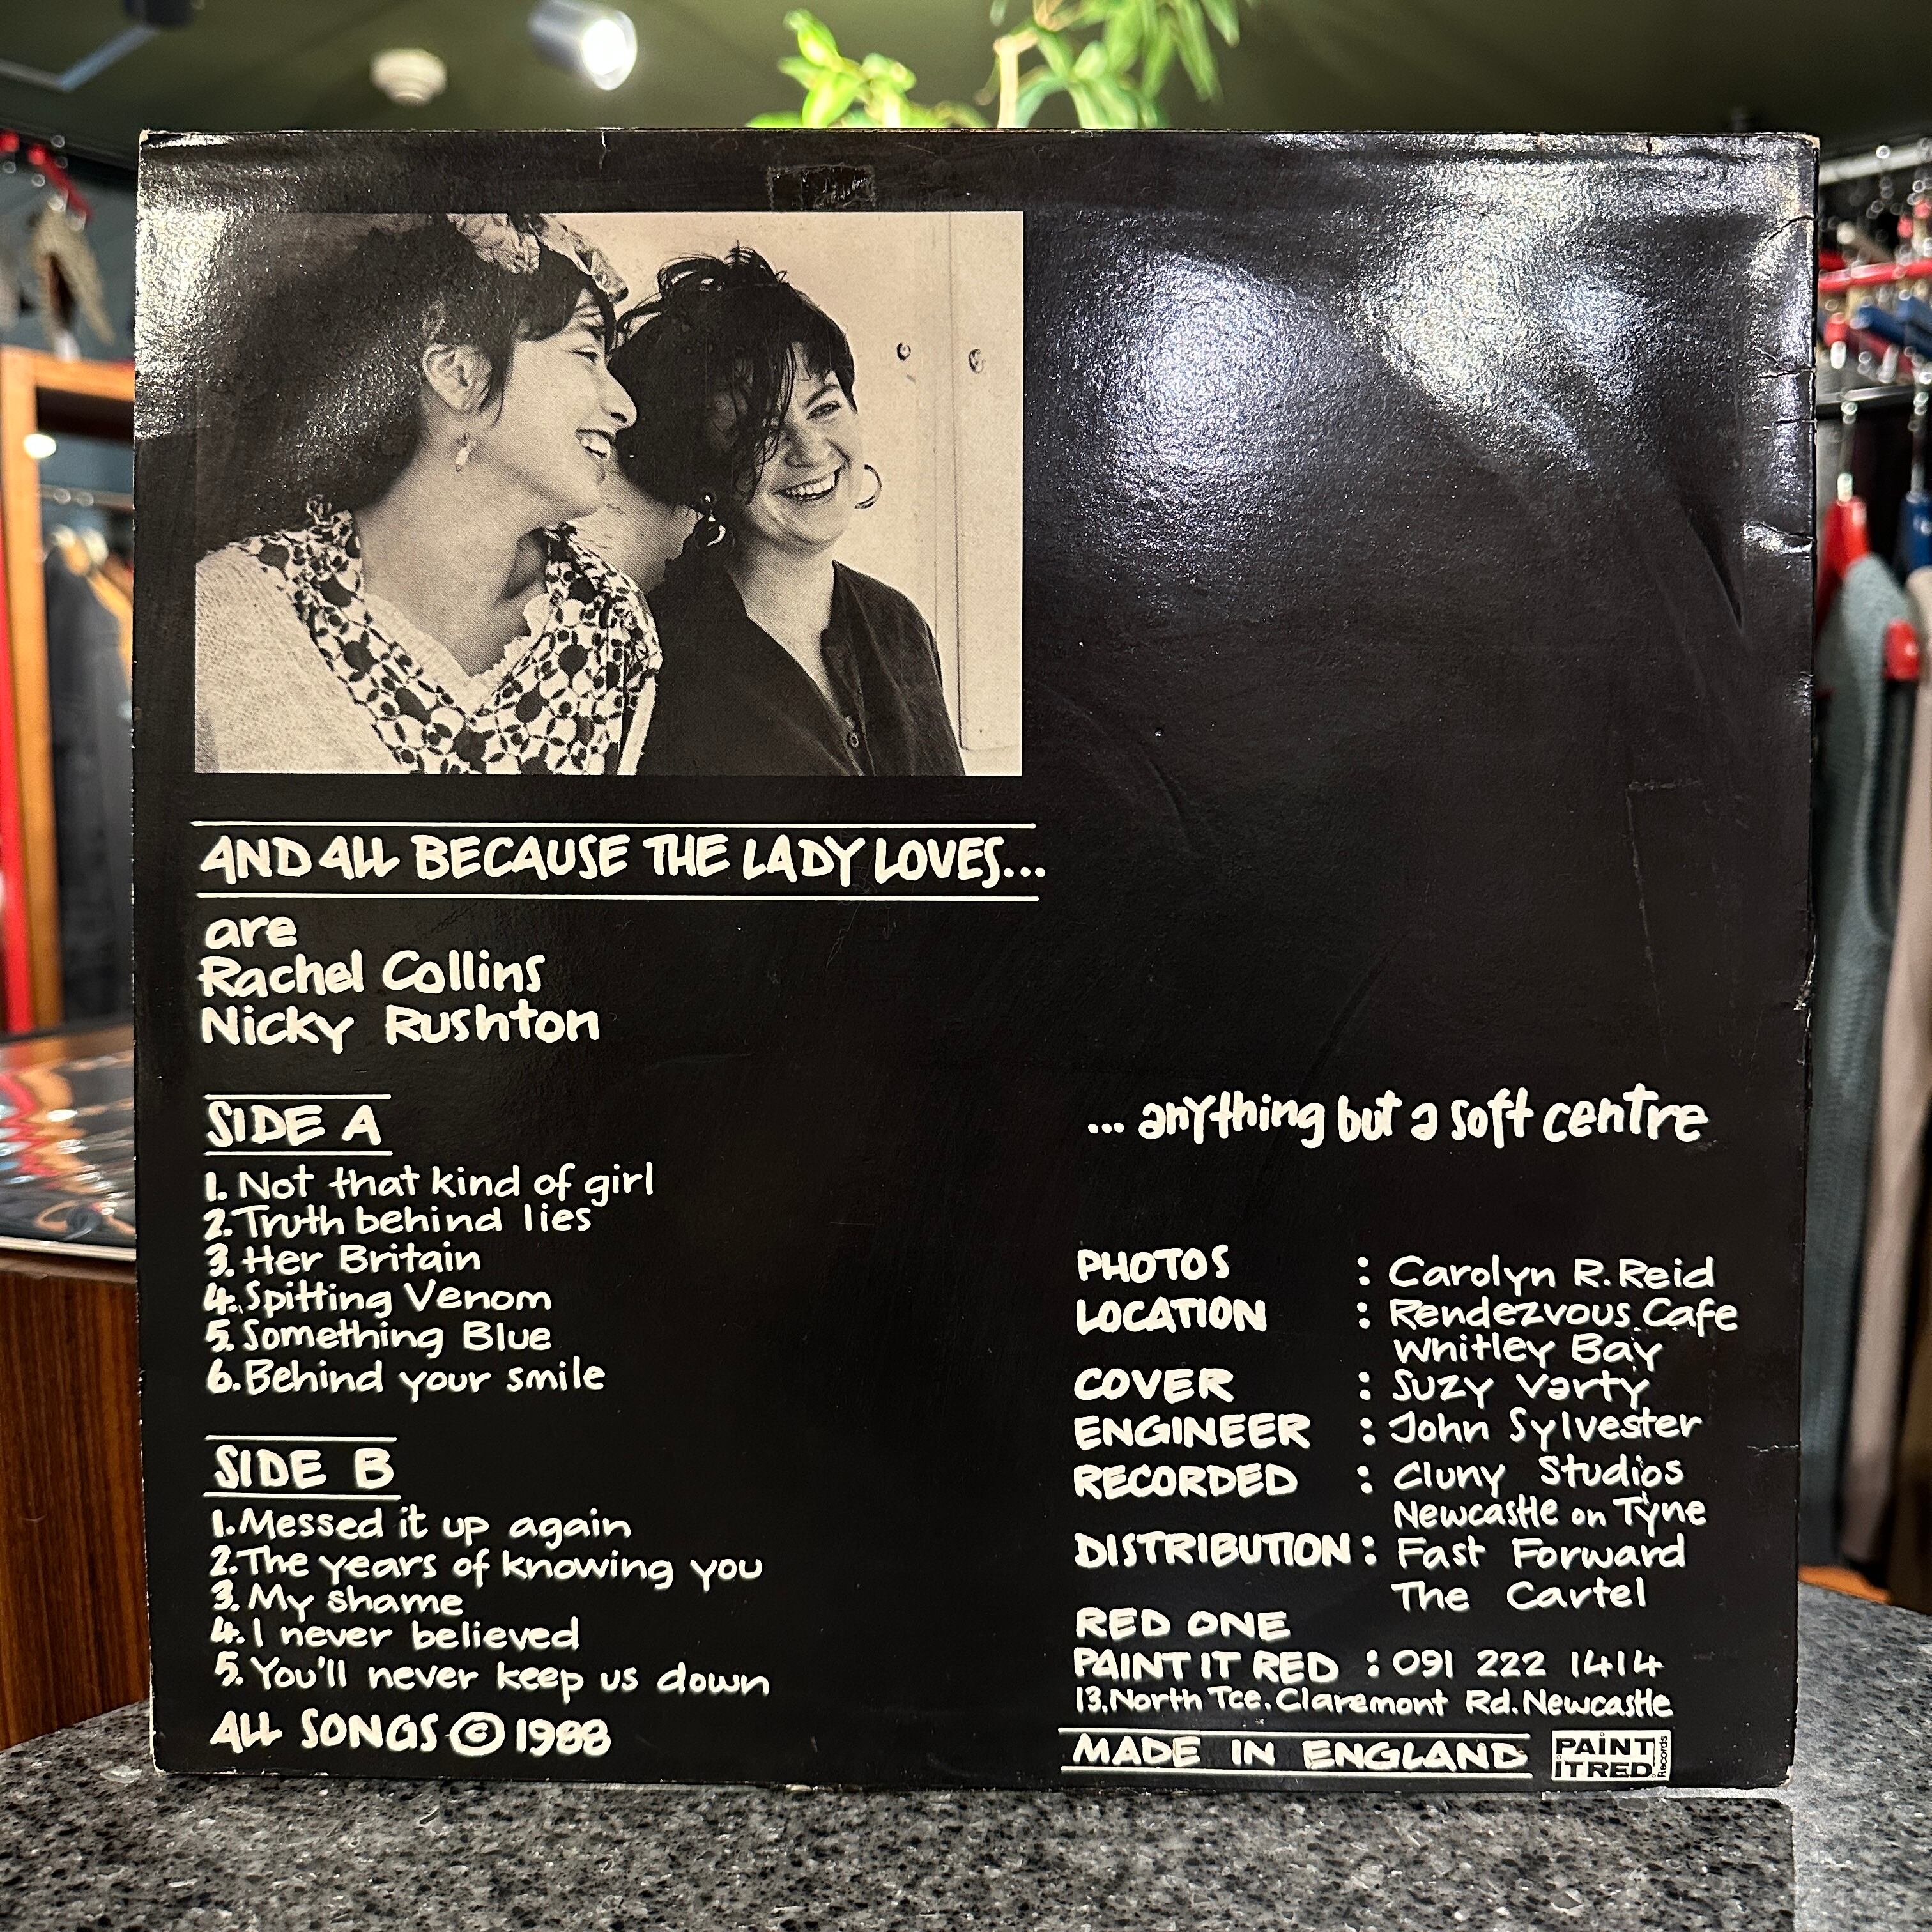 AND ALL BECAUSE THE LADY LOVES...
are
Rachel Collins
Nicky Rushton
SIDE A
1. Not that kind of girl
2. Truth behind lies
3. Her Britain
4. Spitting Venom
5. Something Blue
6. Behind your smile
SIDE B
1. Messed it up again
2. The years of knowing you
3. My shame
4. I never believed
5. You'll never keep us down
ALL SONGS © 1988
... anything but a soft centre
PHOTOS : Carolyn R. Reid
LOCATION : Rendezvous Cafe
Whitley Bay
COVER : Suzy Varty
ENGINEER : John Sylvester
RECORDED : Cluny Studios
Newcastle on Tyne
DISTRIBUTION : Fast Forward
The Cartel
RED ONE
PAINT IT RED : 091 222 1414
13. North Tce. Claremont Rd. Newcastle
MADE IN ENGLAND
PAINT
IT RED
Records